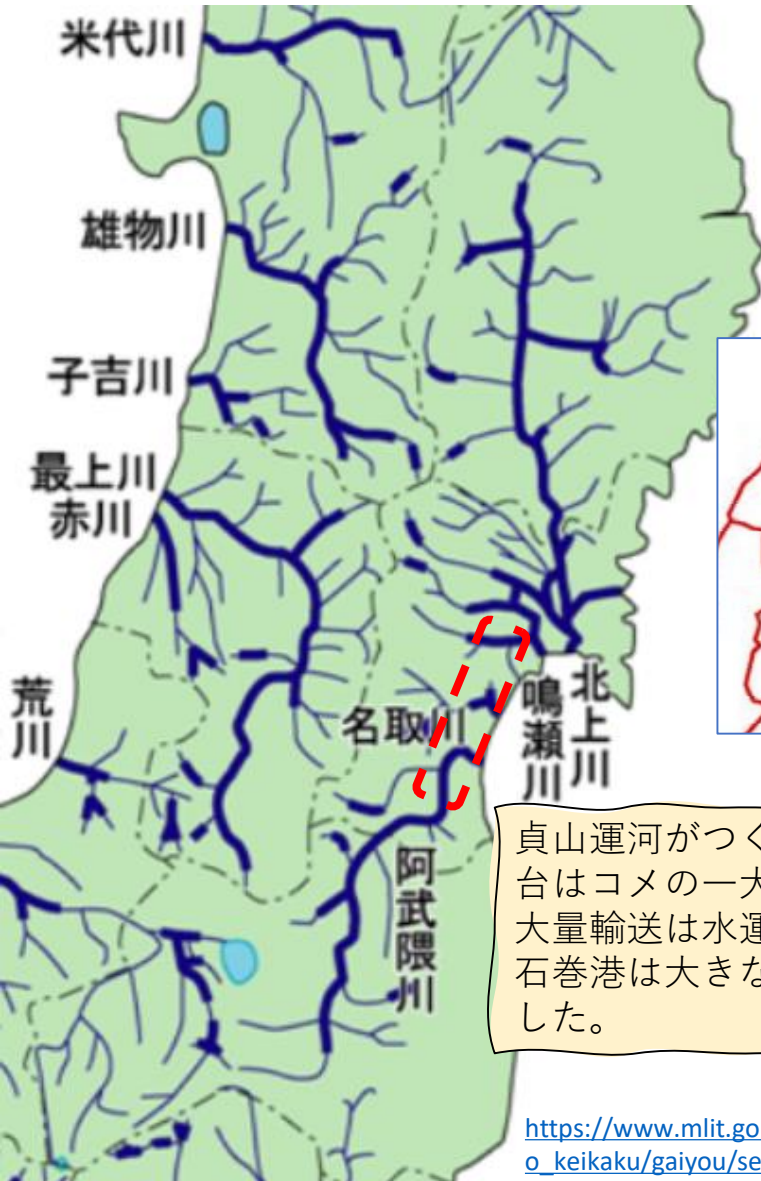 米代川
雄物川
子吉川
最上川
赤川
荒川
名取川
鳴瀬川
北上川
阿武隈川
貞山運河がつく
台はコメの一大
大量輸送は水運
石巻港は大きな
した。
https://www.mlit.go
o_keikaku/gaiyou/se